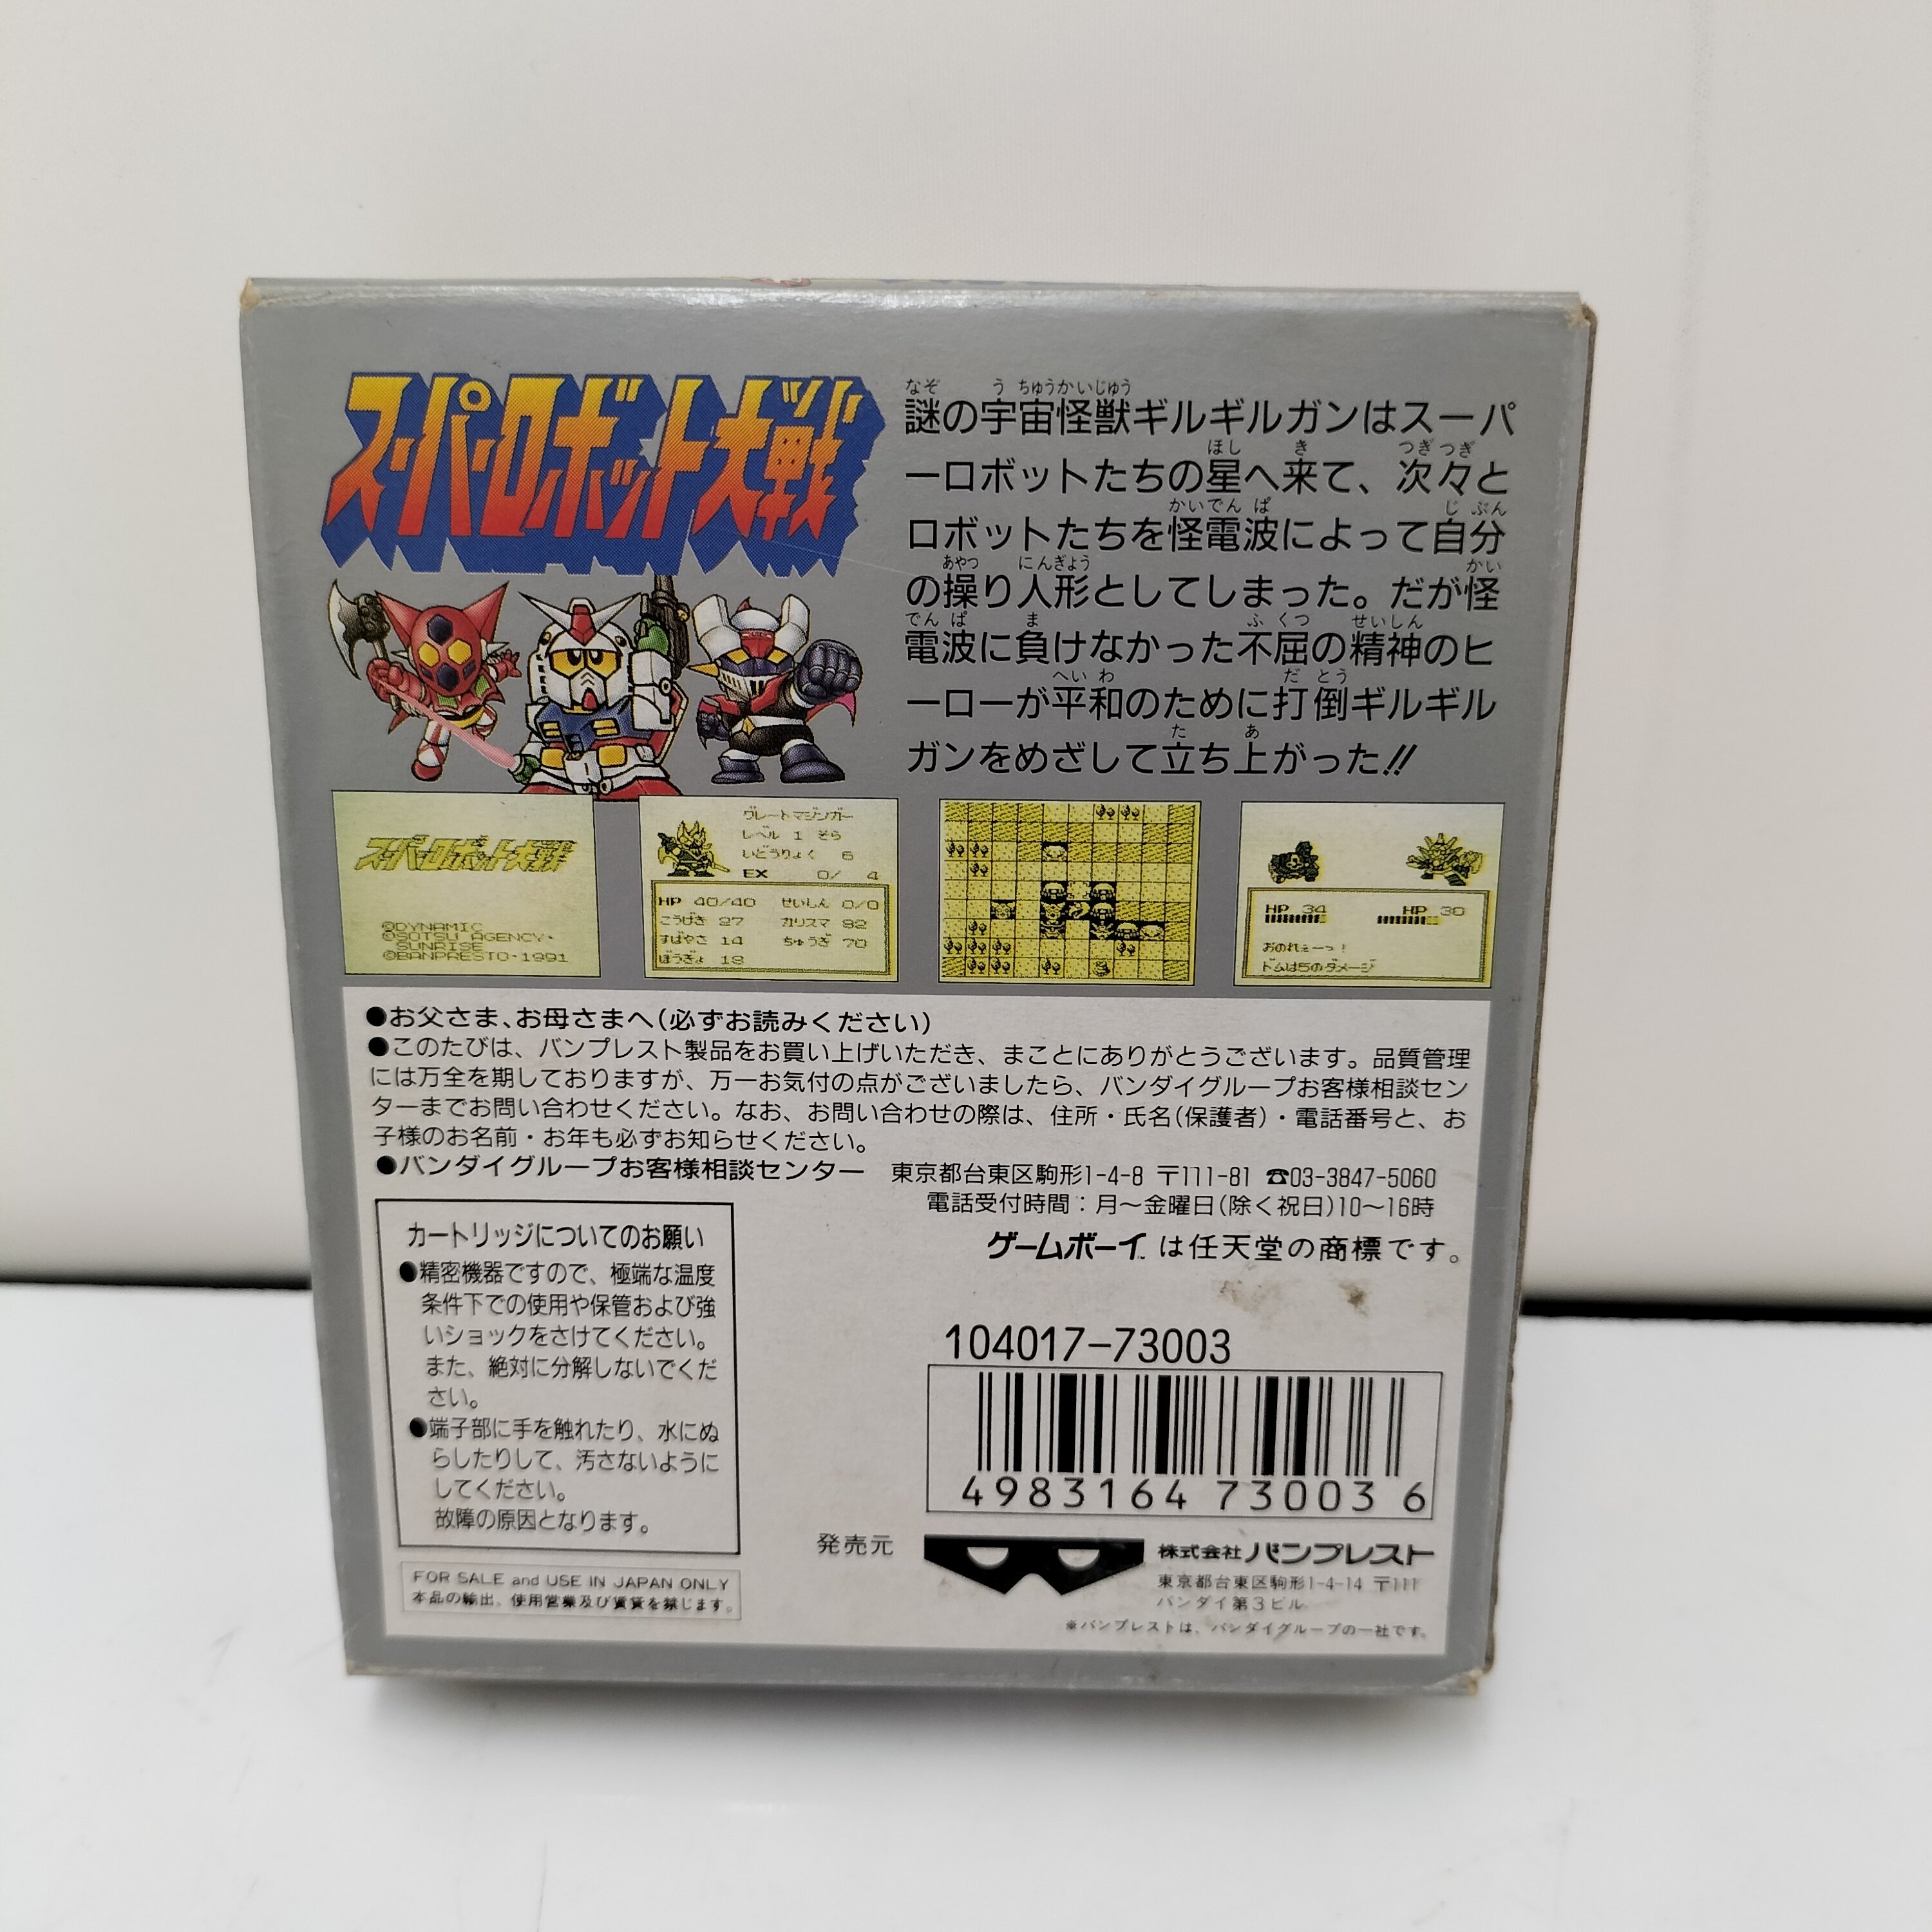 スーパーロボット大戦
謎の宇宙怪獣ギルギルガンはスーパ
ーロボットたちの星へ来て、次々と
ロボットたちを怪電波によって自分
の操り人形としてしまった。だが怪
電波に負けなかった不屈の精神のヒ
ーローが平和のために打倒ギルギル
ガンをめざして立ち上がった!!
スーパーロボット大戦
©DYNAMIC
©SOTSU AGENCY・
SUNRISE
©BANPRESTO・1991
グレートマジンガー
レベル 1 そら
いどうりょく 6
EX 0/ 4
HP 40/40 せいしん 0/0
こうげき 27 カリスマ 92
すばやさ 14 ちゅうぎ 70
ぼうぎょ 18
HP 34 HP 30
おのれぇーっ!
ドムは5のダメージ
●お父さま、お母さまへ(必ずお読みください)
●このたびは、バンプレスト製品をお買い上げいただき、まことにありがとうございます。品質管理
には万全を期しておりますが、万一お気付の点がございましたら、バンダイグループお客様相談セン
ターまでお問い合わせください。なお、お問い合わせの際は、住所・氏名(保護者)・電話番号と、お
子様のお名前・お年も必ずお知らせください。
●バンダイグループお客様相談センター 東京都台東区駒形1-4-8 〒111-81 ☎03-3847-5060
電話受付時間:月〜金曜日(除く祝日)10〜16時
ゲームボーイ™は任天堂の商標です。
カートリッジについてのお願い
●精密機器ですので、極端な温度
条件下での使用や保管および強
いショックをさけてください。
また、絶対に分解しないでくだ
さい。
●端子部に手を触れたり、水にぬ
らしたりして、汚さないように
してください。
故障の原因となります。
FOR SALE and USE IN JAPAN ONLY
本品の輸出、使用営業及び賃貸を禁じます。
104017-73003
4983164730036
発売元
株式会社バンプレスト
東京都台東区駒形1-4-14 〒111
バンダイ第3ビル
※バンプレストは、バンダイグループの一社です。